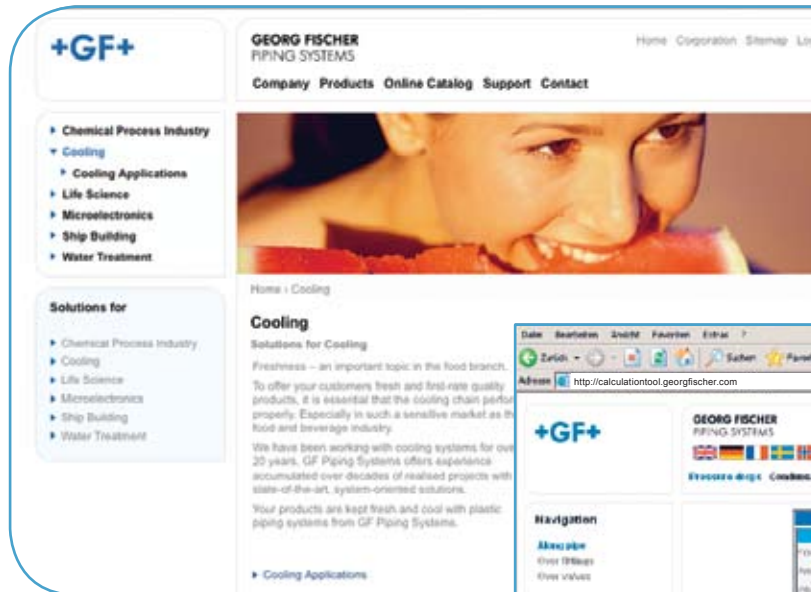 +GF+
GEORG FISCHER
PIPING SYSTEMS
Home Corporation Sitemap
Company Products Online Catalog Support Contact
Chemical Process Industry
Cooling
Cooling Applications
Life Science
Microelectronics
Ship Building
Water Treatment
Solutions for
Chemical Process Industry
Cooling
Life Science
Microelectronics
Ship Building
Water Treatment
Home › Cooling
Cooling
Solutions for Cooling
Freshness – an important topic in the food branch.
To offer your customers fresh and first-rate quality
products, it is essential that the cooling chain
properly. Especially in such a sensitive market as
food and beverage industry.
We have been working with cooling systems for
20 years. GF Piping Systems offers experience
accumulated over decades of realised projects with
state-of-the-art, system-oriented solutions.
Your products are kept fresh and cool with plastic
piping systems from GF Piping Systems.
Cooling Applications
Datei Bearbeiten Ansicht Favoriten Extras ?
Zurück Suchen
Adresse http://calculationtool.georgfischer.com
+GF+
GEORG FISCHER
PIPING SYSTEMS
Pressure drops
Navigation
Along pipe
Over fittings
Over valves